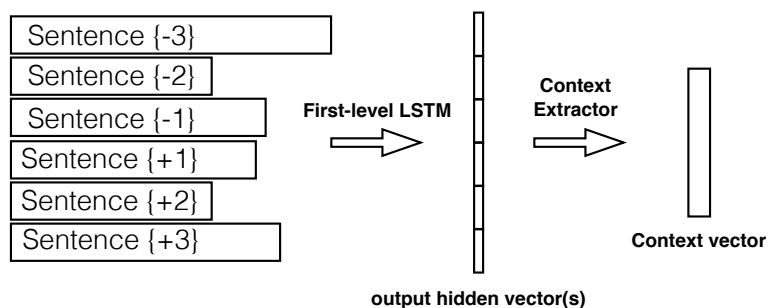 Sentence {-3}
Sentence {-2}
Sentence {-1}
Sentence {+1}
Sentence {+2}
Sentence {+3}
First-level LSTM
output hidden vector(s)
Context
Extractor
Context vector